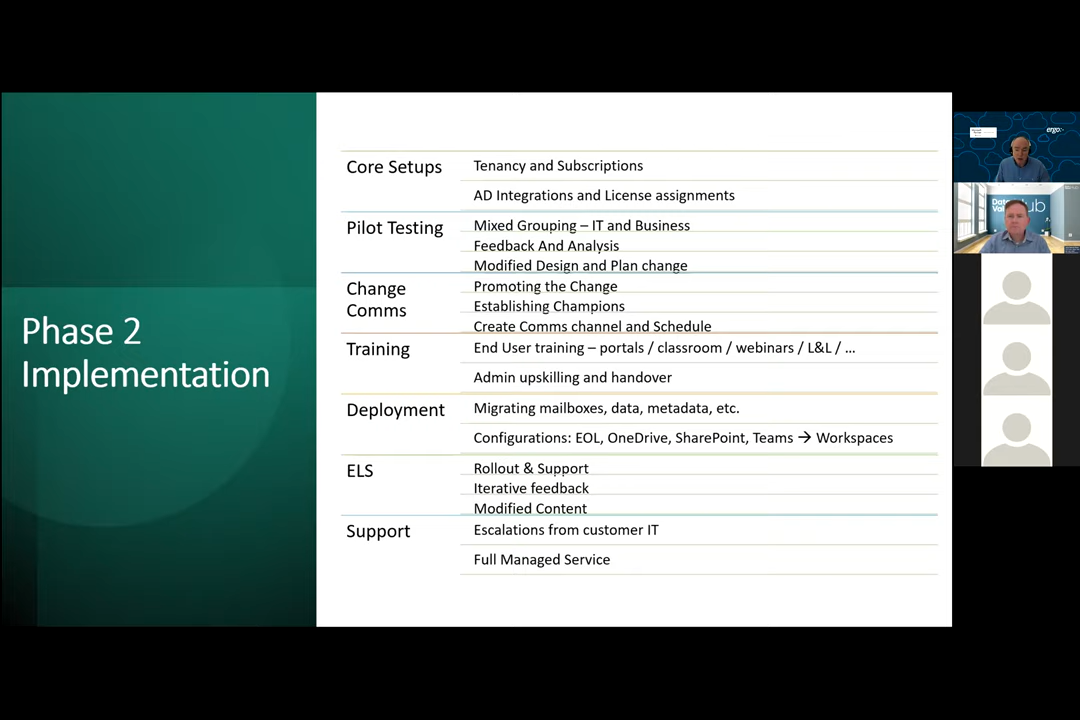 Phase 2
Implementation
Core Setups
Tenancy and Subscriptions
AD Integrations and License assignments
Pilot Testing
Mixed Grouping – IT and Business
Feedback And Analysis
Modified Design and Plan change
Change
Comms
Promoting the Change
Establishing Champions
Create Comms channel and Schedule
Training
End User training – portals / classroom / webinars / L&L / ...
Admin upskilling and handover
Deployment
Migrating mailboxes, data, metadata, etc.
Configurations: EOL, OneDrive, SharePoint, Teams → Workspaces
ELS
Rollout & Support
Iterative feedback
Modified Content
Support
Escalations from customer IT
Full Managed Service
ergo